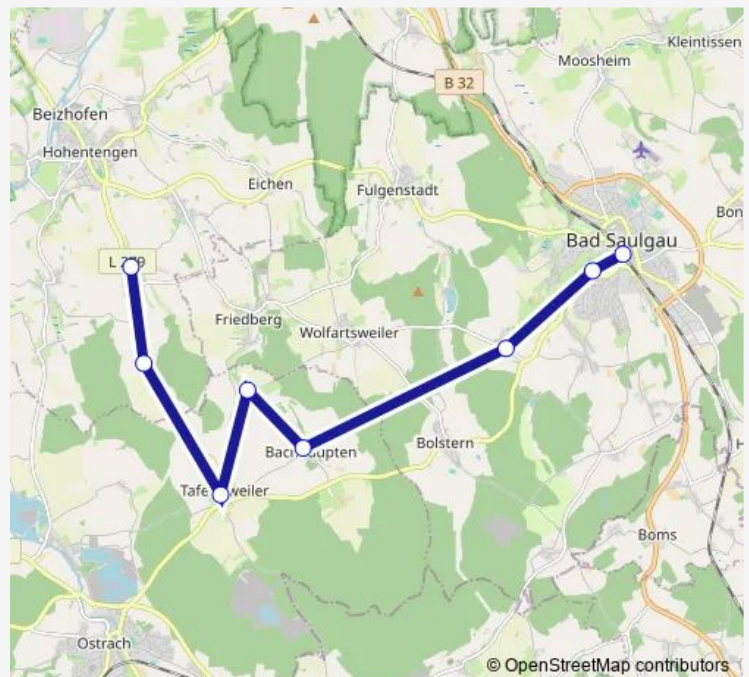 Kleintissen
Moosheim
B 32
Beizhofen
Hohentengen
Eichen
Fulgenstadt
Bon
Bad Saulgau
Friedberg
Wolfartsweiler
Bolstern
Boms
Ostrach
© OpenStreetMap contributors